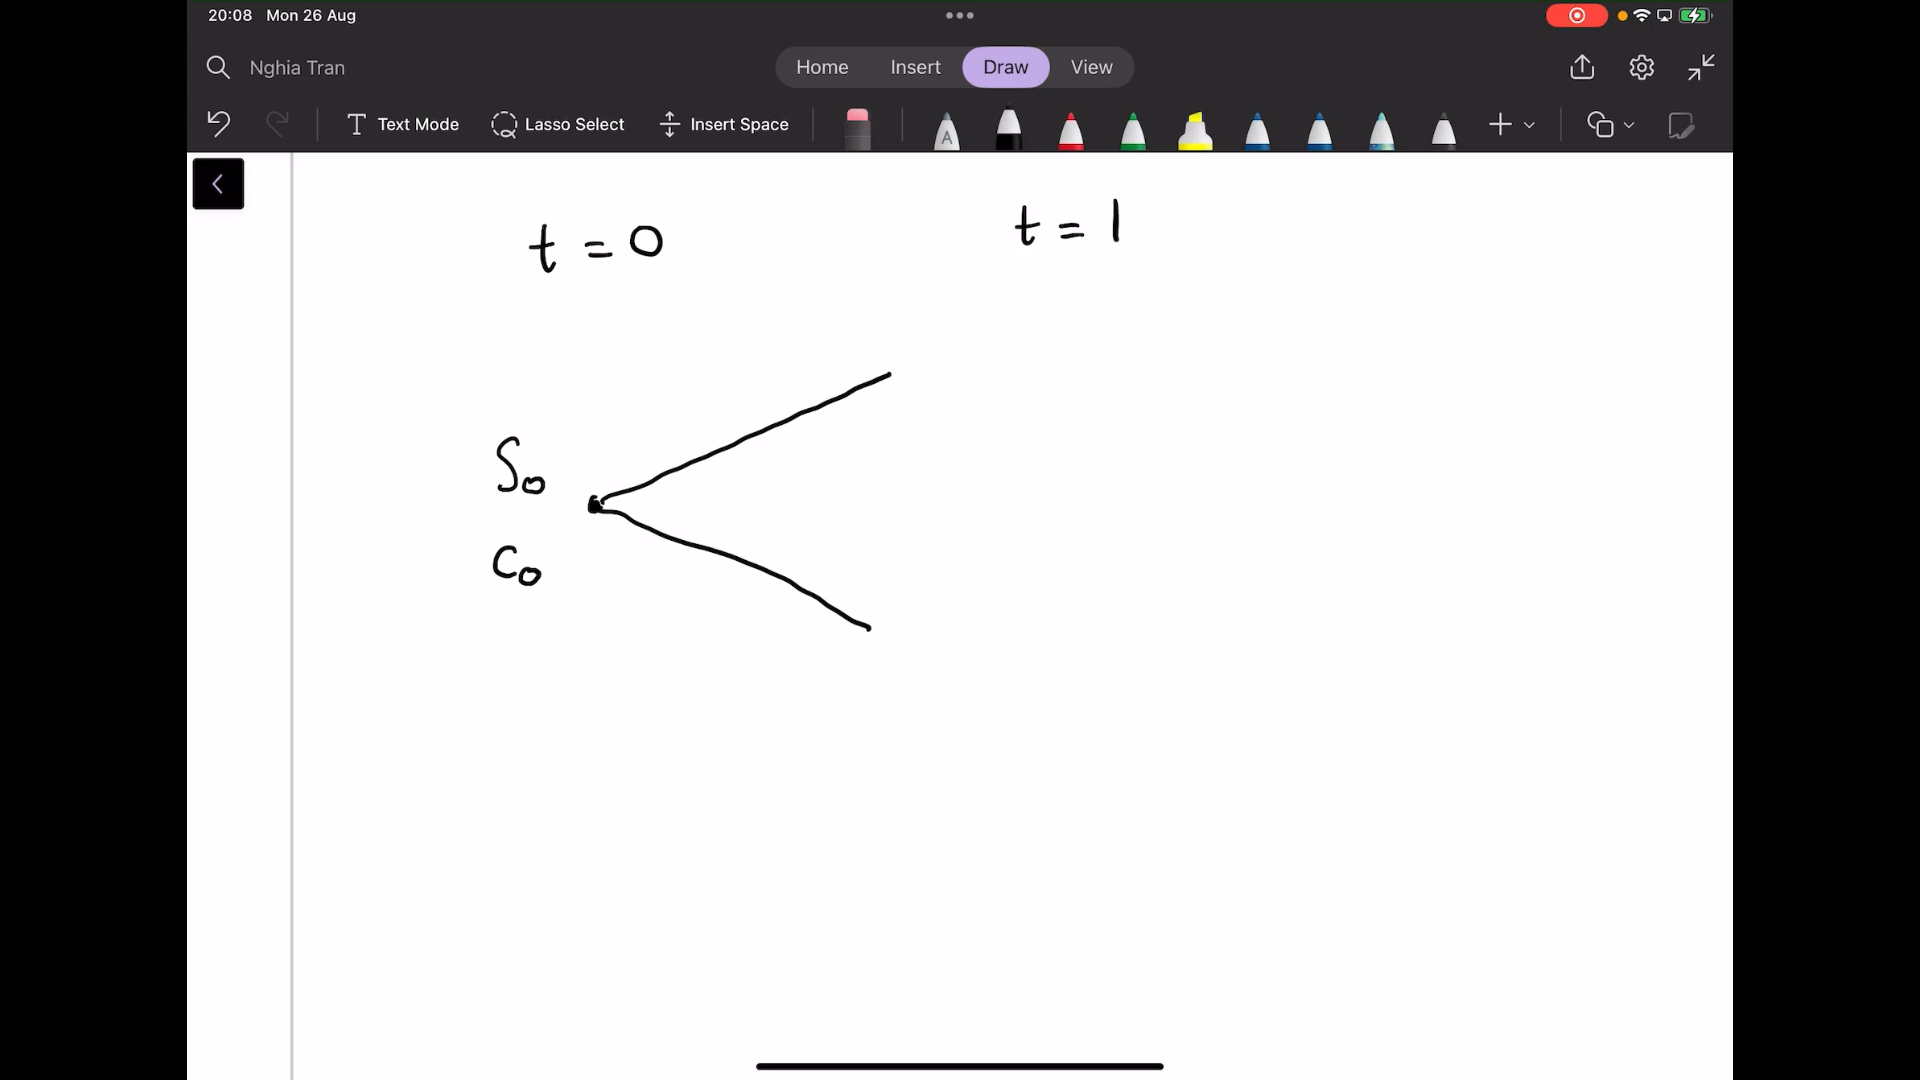 20:08 Mon 26 Aug
Nghia Tran
Home Insert Draw View
Text Mode Lasso Select Insert Space
A
t = 0
t = 1
S0
C0